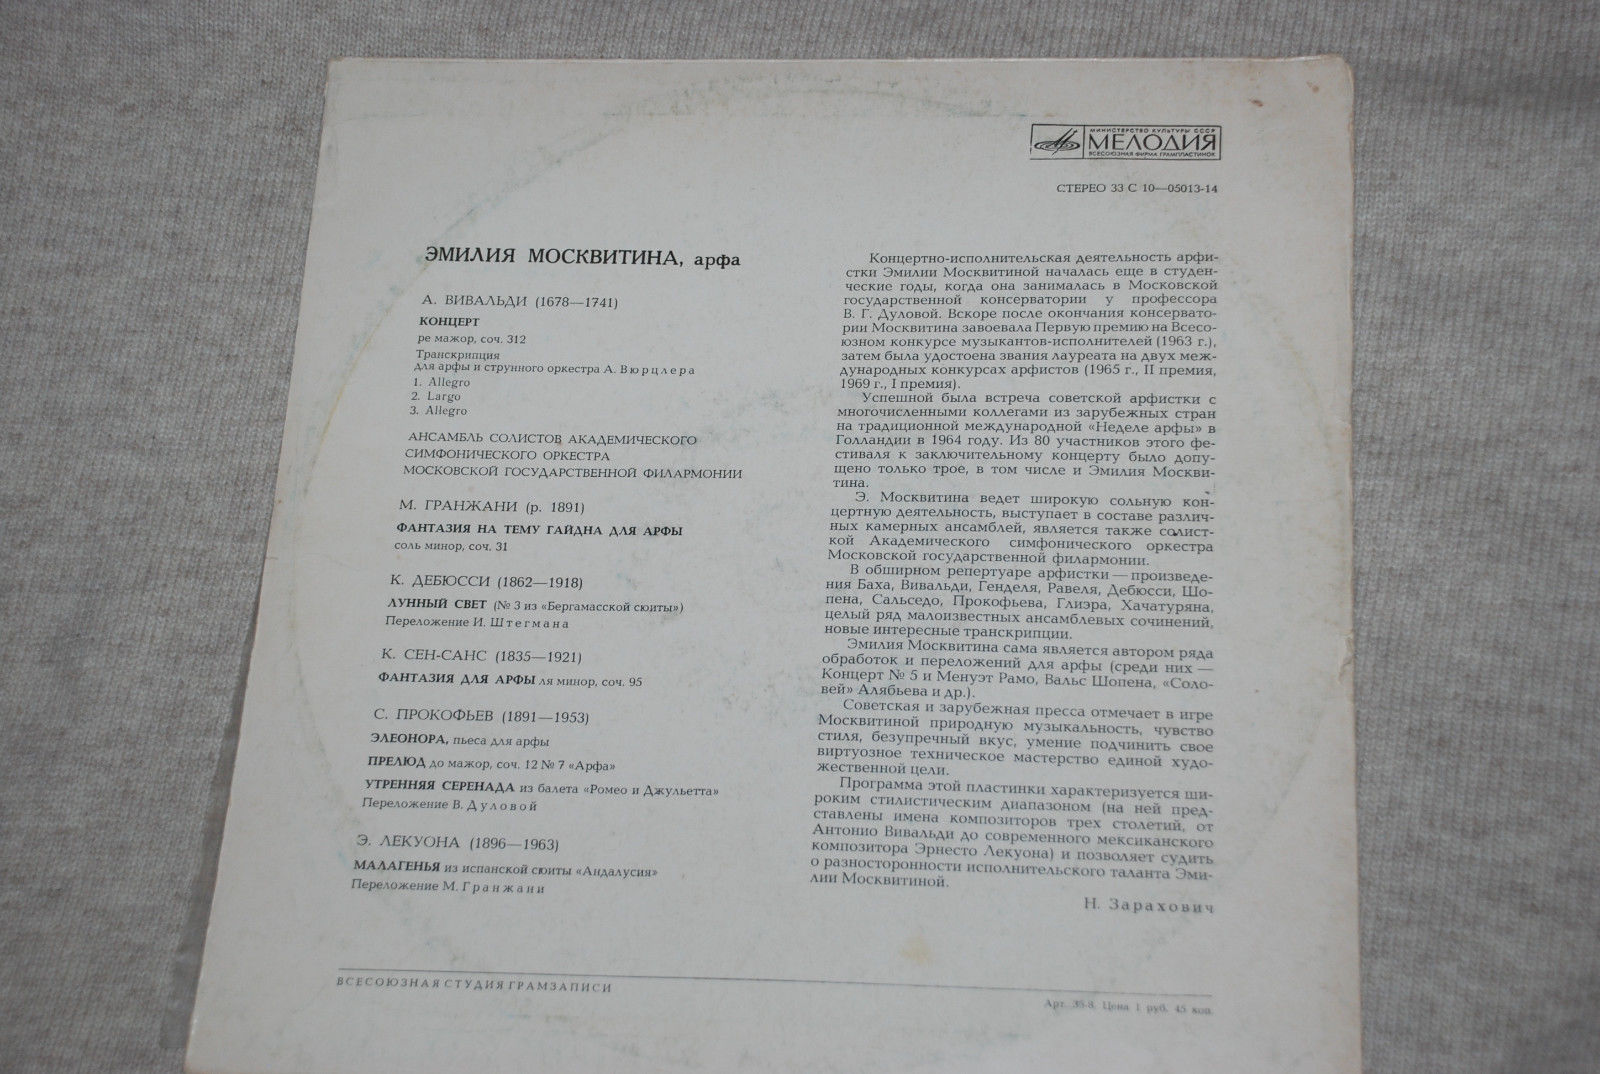 МИНИСТЕРСТВО КУЛЬТУРЫ СССР
МЕЛОДИЯ
ВСЕСОЮЗНАЯ ФИРМА ГРАМПЛАСТИНОК
СТЕРЕО 33 С 10—05013-14
ЭМИЛИЯ МОСКВИТИНА, арфа
А. ВИВАЛЬДИ (1678—1741)
КОНЦЕРТ
ре мажор, соч. 312
Транскрипция
для арфы и струнного оркестра А. Вюрцлера
1. Allegro
2. Largo
3. Allegro
АНСАМБЛЬ СОЛИСТОВ АКАДЕМИЧЕСКОГО
СИМФОНИЧЕСКОГО ОРКЕСТРА
МОСКОВСКОЙ ГОСУДАРСТВЕННОЙ ФИЛАРМОНИИ
М. ГРАНЖАНИ (р. 1891)
ФАНТАЗИЯ НА ТЕМУ ГАЙДНА ДЛЯ АРФЫ
соль минор, соч. 31
К. ДЕБЮССИ (1862—1918)
ЛУННЫЙ СВЕТ (№ 3 из «Бергамасской сюиты»)
Переложение И. Штегмана
К. СЕН-САНС (1835—1921)
ФАНТАЗИЯ ДЛЯ АРФЫ ля минор, соч. 95
С. ПРОКОФЬЕВ (1891—1953)
ЭЛЕОНОРА, пьеса для арфы
ПРЕЛЮД до мажор, соч. 12 № 7 «Арфа»
УТРЕННЯЯ СЕРЕНАДА из балета «Ромео и Джульетта»
Переложение В. Дуловой
Э. ЛЕКУОНА (1896—1963)
МАЛАГЕНЬЯ из испанской сюиты «Андалусия»
Переложение М. Гранжани
Концертно-исполнительская деятельность арфи-
стки Эмилии Москвитиной началась еще в студен-
ческие годы, когда она занималась в Московской
государственной консерватории у профессора
В. Г. Дуловой. Вскоре после окончания консервато-
рии Москвитина завоевала Первую премию на Всесо-
юзном конкурсе музыкантов-исполнителей (1963 г.),
затем была удостоена звания лауреата на двух меж-
дународных конкурсах арфистов (1965 г., II премия,
1969 г., I премия).
Успешной была встреча советской арфистки с
многочисленными коллегами из зарубежных стран
на традиционной международной «Неделе арфы» в
Голландии в 1964 году. Из 80 участников этого фе-
стиваля к заключительному концерту было допу-
щено только трое, в том числе и Эмилия Москви-
тина.
Э. Москвитина ведет широкую сольную кон-
цертную деятельность, выступает в составе различ-
ных камерных ансамблей, является также солист-
кой Академического симфонического оркестра
Московской государственной филармонии.
В обширном репертуаре арфистки — произведе-
ния Баха, Вивальди, Генделя, Равеля, Дебюсси, Шо-
пена, Сальседо, Прокофьева, Глиэра, Хачатуряна,
целый ряд малоизвестных ансамблевых сочинений,
новые интересные транскрипции.
Эмилия Москвитина сама является автором ряда
обработок и переложений для арфы (среди них —
Концерт № 5 и Менуэт Рамо, Вальс Шопена, «Соло-
вей» Алябьева и др.).
Советская и зарубежная пресса отмечает в игре
Москвитиной природную музыкальность, чувство
стиля, безупречный вкус, умение подчинить свое
виртуозное техническое мастерство единой худо-
жественной цели.
Программа этой пластинки характеризуется ши-
роким стилистическим диапазоном (на ней пред-
ставлены имена композиторов трех столетий, от
Антонио Вивальди до современного мексиканского
композитора Эрнесто Лекуона) и позволяет судить
о разносторонности исполнительского таланта Эми-
лии Москвитиной.
Н. Зарахович
ВСЕСОЮЗНАЯ СТУДИЯ ГРАМЗАПИСИ
Арт. 35-8. Цена 1 руб. 45 коп.